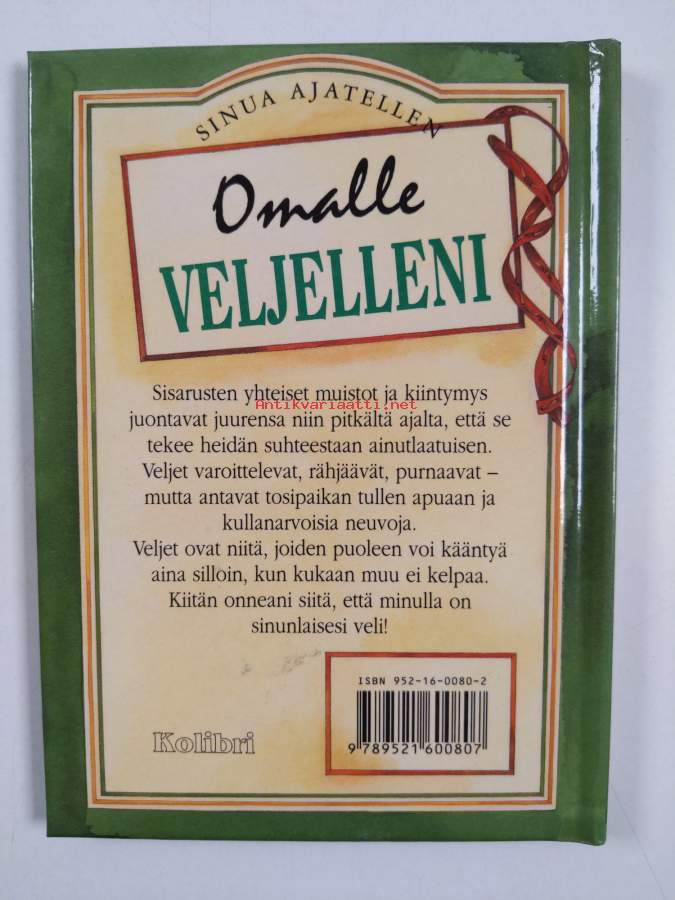 SINUA AJATELLEN
Omalle
VELJELLENI
Sisarusten yhteiset muistot ja kiintymys
Antikvariaatti.net
juontavat juurensa niin pitkältä ajalta, että se
tekee heidän suhteestaan ainutlaatuisen.
Veljet varoittelevat, rähjäävät, purnaavat –
mutta antavat tosipaikan tullen apuaan ja
kullanarvoisia neuvoja.
Veljet ovat niitä, joiden puoleen voi kääntyä
aina silloin, kun kukaan muu ei kelpaa.
Kiitän onneani siitä, että minulla on
sinunlaisesi veli!
ISBN 952-16-0080-2
9 789521 600807
Kolibri